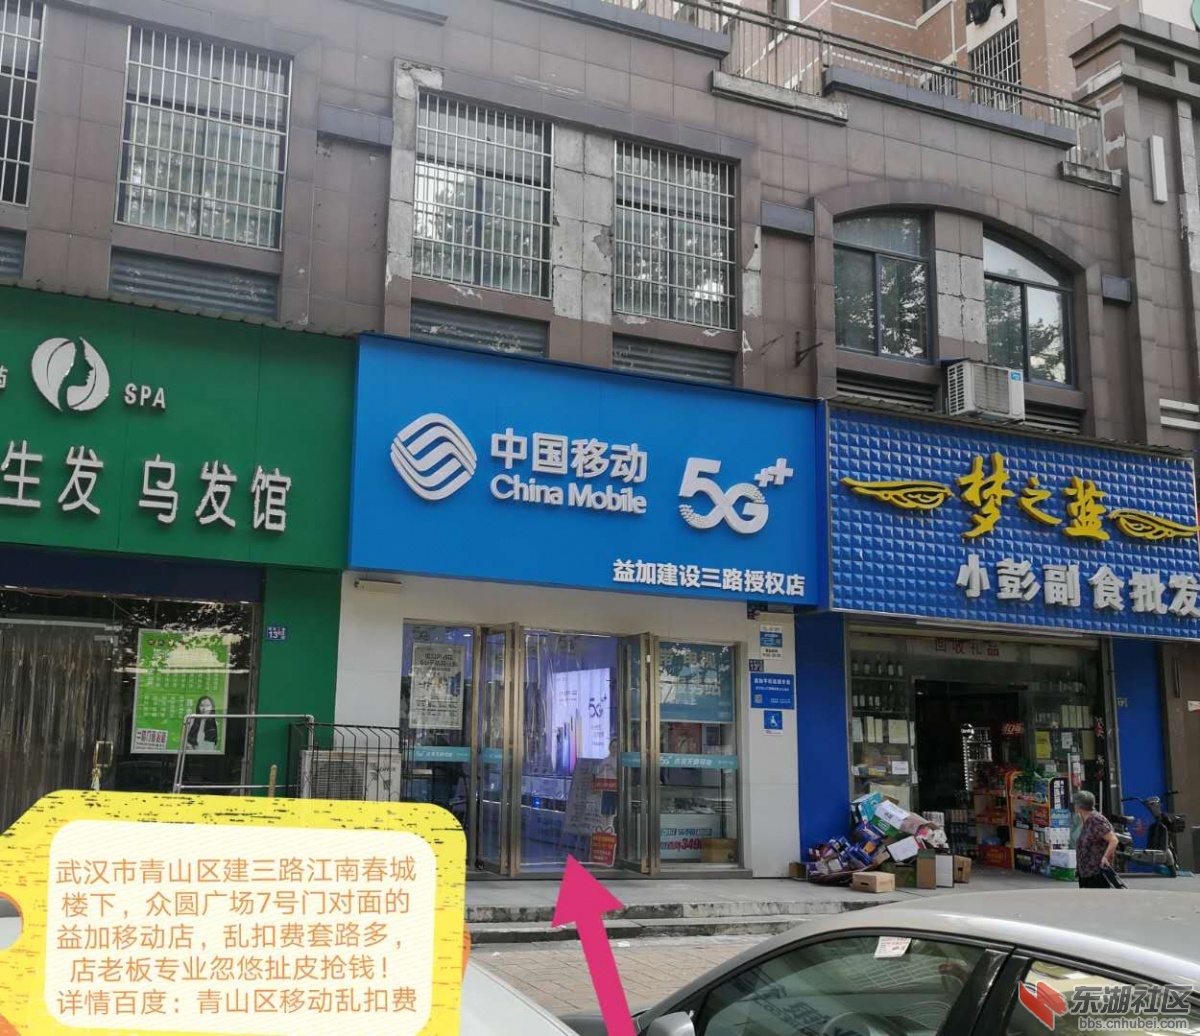 SPA
生发 乌发馆
中国移动
China Mobile
5G++
益加建设三路授权店
梦之蓝
小彭副食批发
回收礼品
5G
武汉市青山区建三路江南春城
楼下，众圆广场7号门对面的
益加移动店，乱扣费套路多，
店老板专业忽悠扯皮抢钱！
详情百度：青山区移动乱扣费
东湖社区
bbs.cnhubei.com